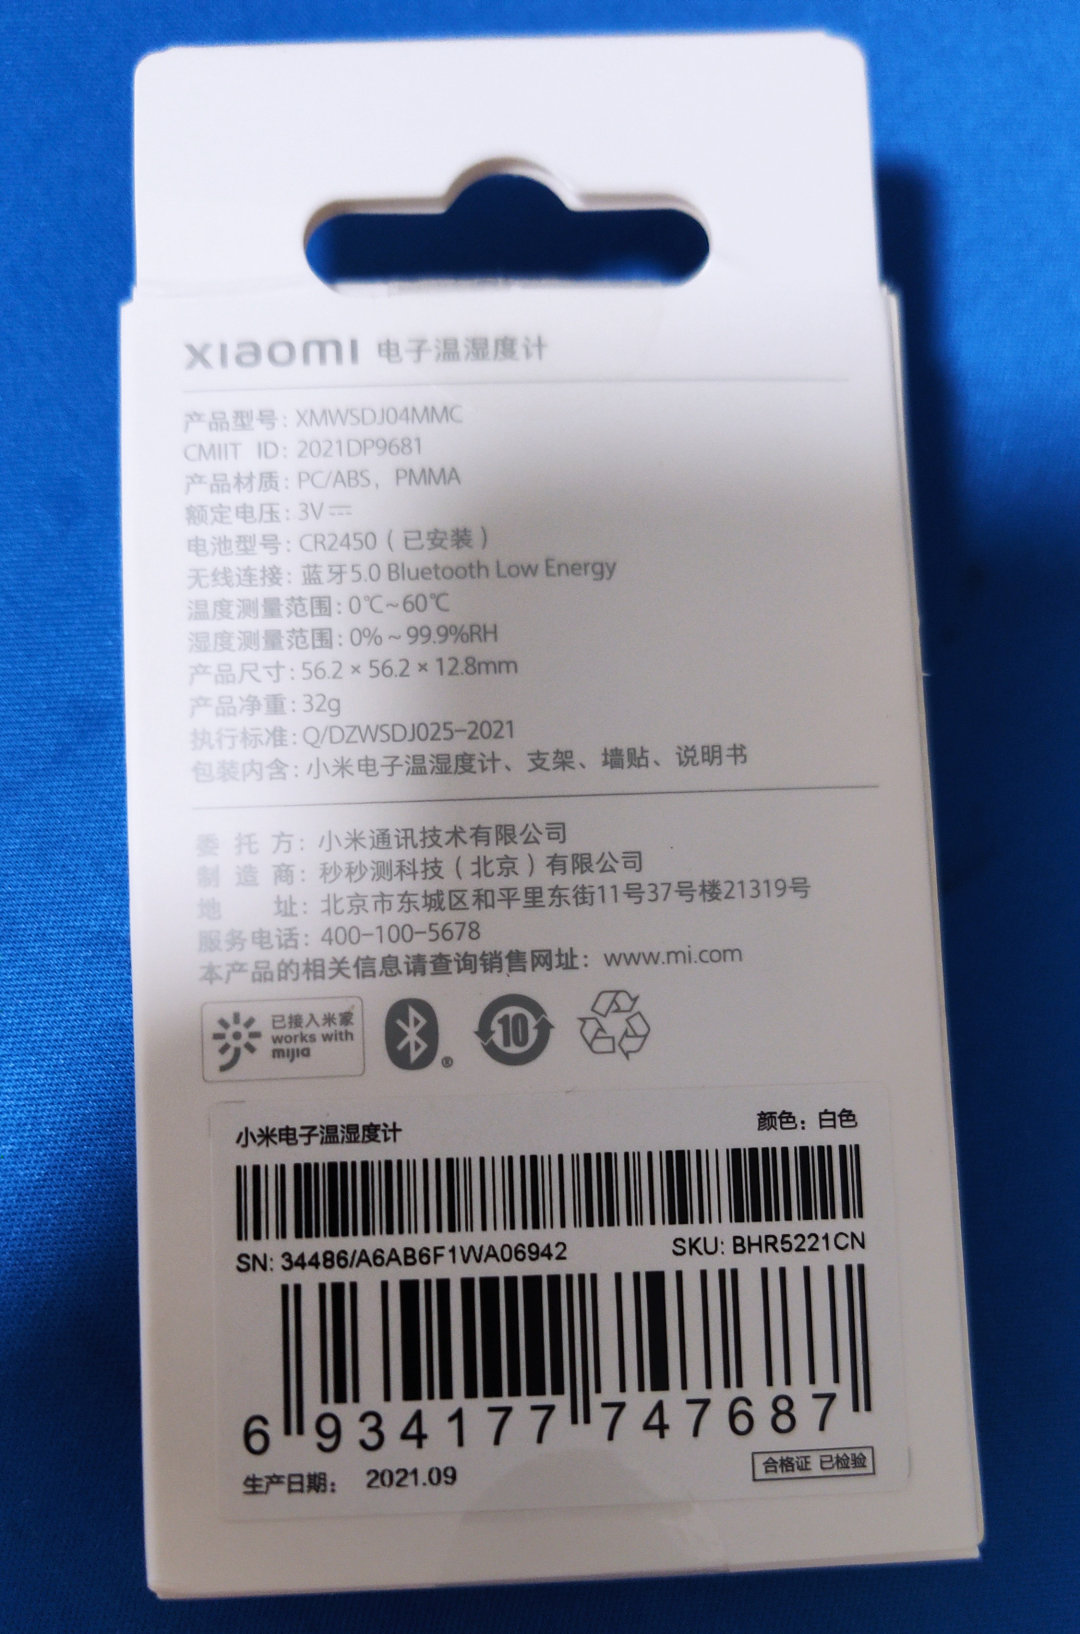 xiaomi 电子温湿度计
产品型号: XMWSDJ04MMC
CMIIT ID: 2021DP9681
产品材质: PC/ABS，PMMA
额定电压: 3V⎓
电池型号: CR2450（已安装）
无线连接: 蓝牙5.0 Bluetooth Low Energy
温度测量范围: 0℃~60℃
湿度测量范围: 0% ~ 99.9%RH
产品尺寸: 56.2 × 56.2 × 12.8mm
产品净重: 32g
执行标准: Q/DZWSDJ025-2021
包装内含: 小米电子温湿度计、支架、墙贴、说明书
委托方: 小米通讯技术有限公司
制造商: 秒秒测科技（北京）有限公司
地址: 北京市东城区和平里东街11号37号楼21319号
服务电话: 400-100-5678
本产品的相关信息请查询销售网址: www.mi.com
已接入米家
works with
mijia
®
10
小米电子温湿度计 颜色: 白色
SN: 34486/A6AB6F1WA06942 SKU: BHR5221CN
6 934177 747687
生产日期: 2021.09 合格证 已检验